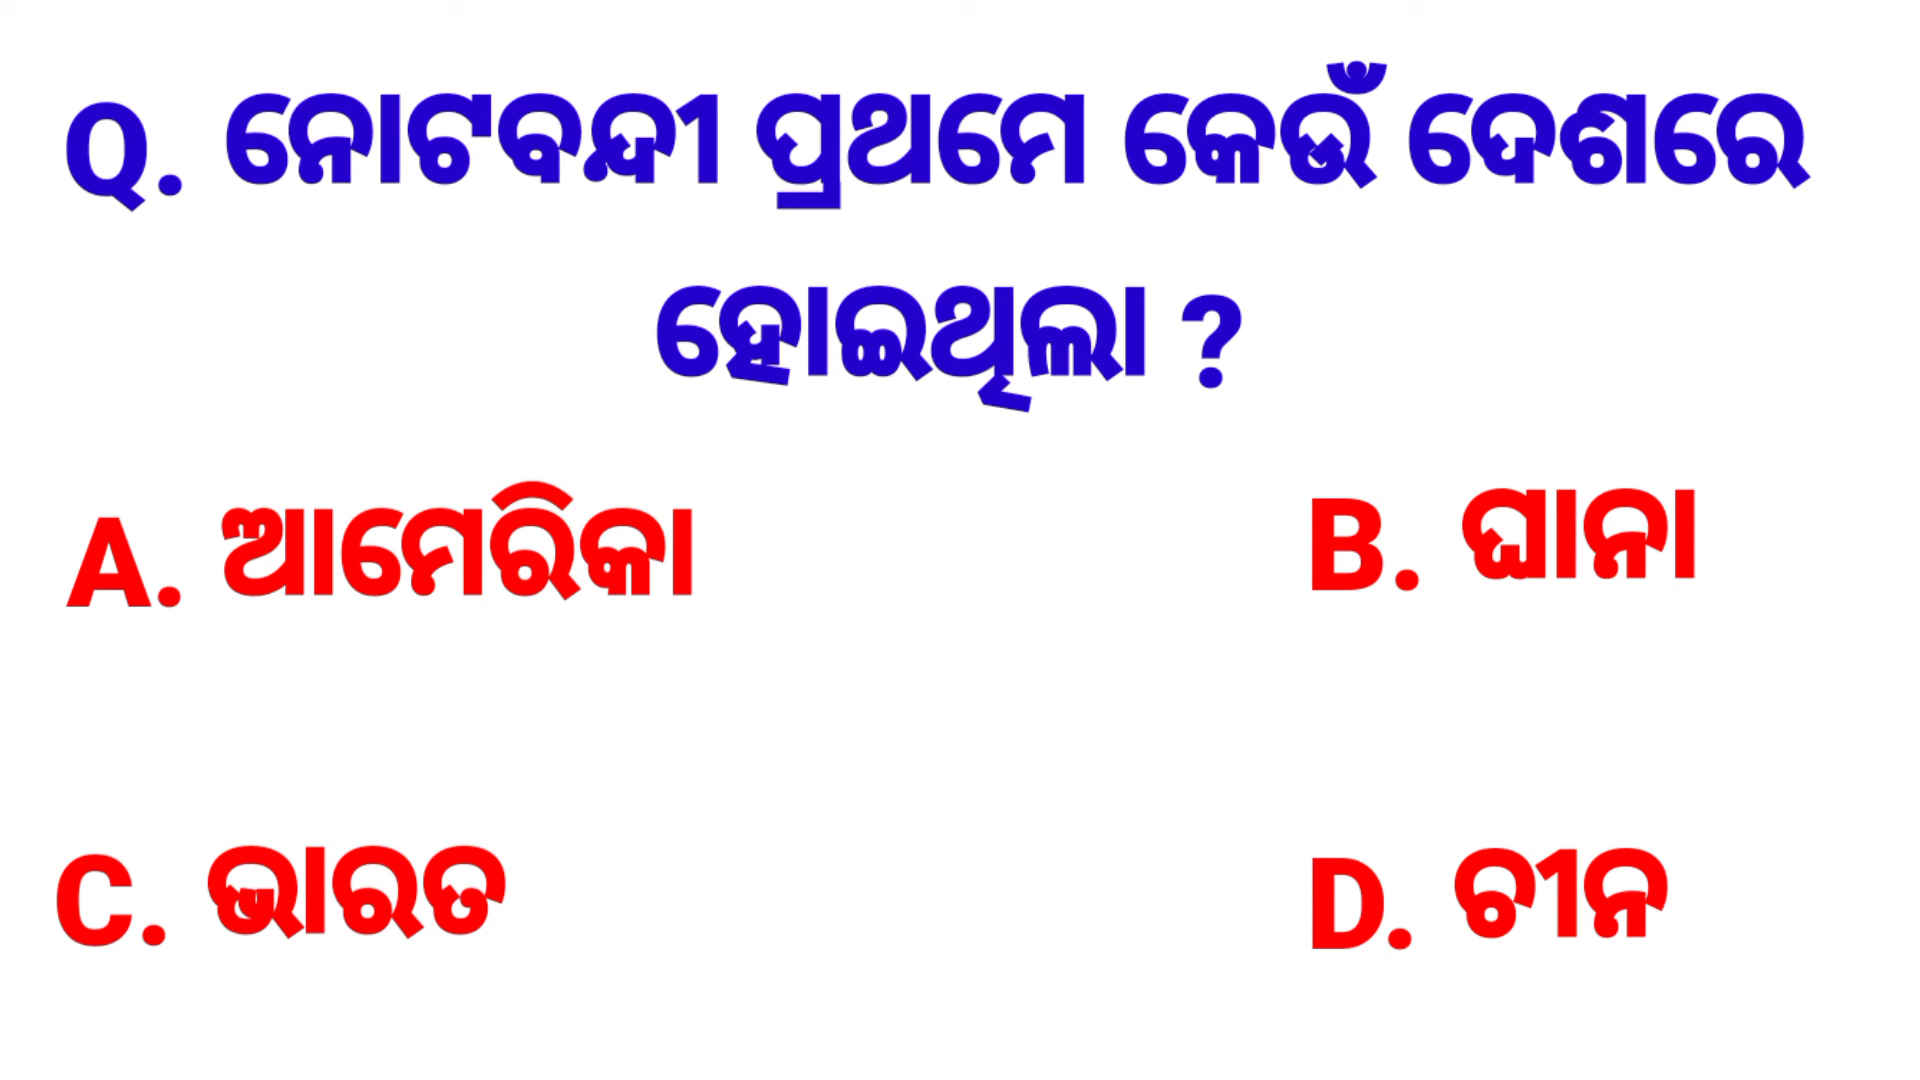 Q. ନୋଟବନ୍ଦୀ ପ୍ରଥମେ କେଉଁ ଦେଶରେ
ହୋଇଥିଲା ?
A. ଆମେରିକା
B. ଘାନା
C. ଭାରତ
D. ଚୀନ